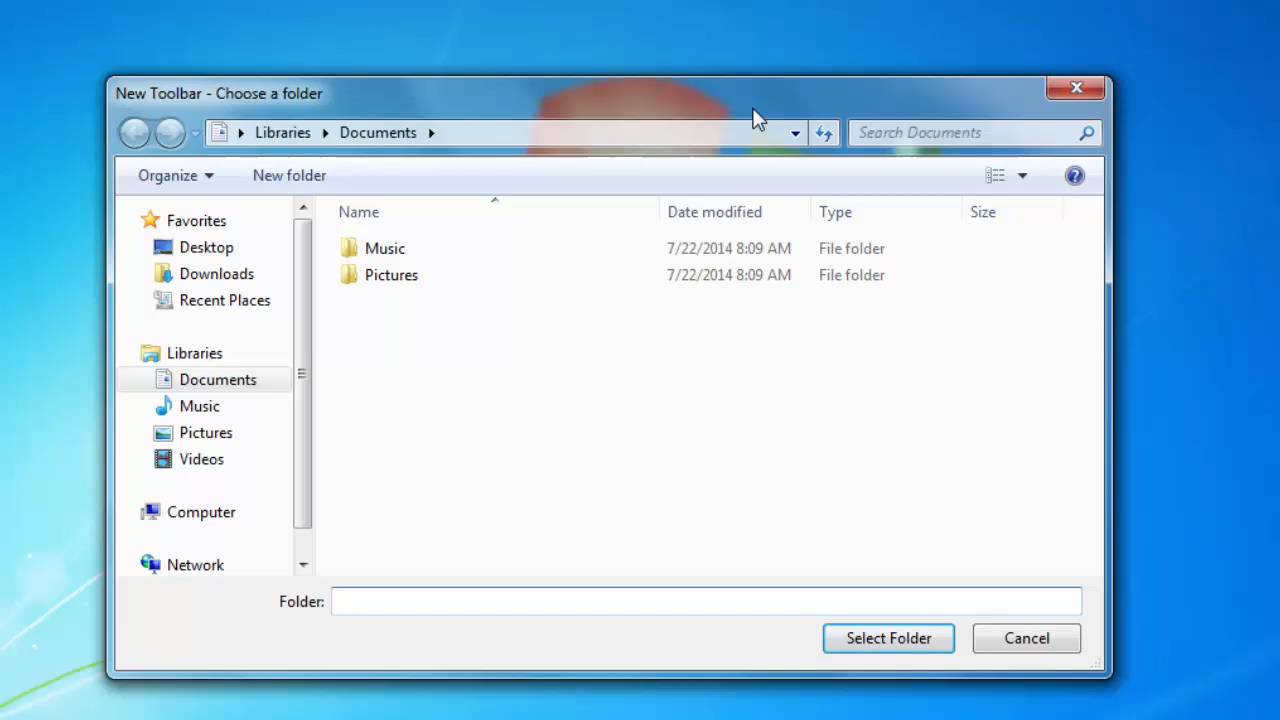 New Toolbar - Choose a folder
Libraries Documents
Search Documents
Organize New folder
Name Date modified Type Size
Music 7/22/2014 8:09 AM File folder
Pictures 7/22/2014 8:09 AM File folder
Favorites
Desktop
Downloads
Recent Places
Libraries
Documents
Music
Pictures
Videos
Computer
Network
Folder:
Select Folder Cancel